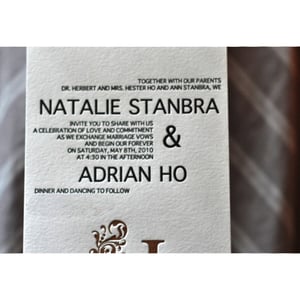 TOGETHER WITH OUR PARENTS
DR. HERBERT AND MRS. HESTER HO AND ANN STANBRA, WE
NATALIE STANBRA
INVITE YOU TO SHARE WITH US
A CELEBRATION OF LOVE AND COMMITMENT
AS WE EXCHANGE MARRIAGE VOWS
AND BEGIN OUR FOREVER
ON SATURDAY, MAY 8TH, 2010
AT 4:30 IN THE AFTERNOON
&
ADRIAN HO
DINNER AND DANCING TO FOLLOW